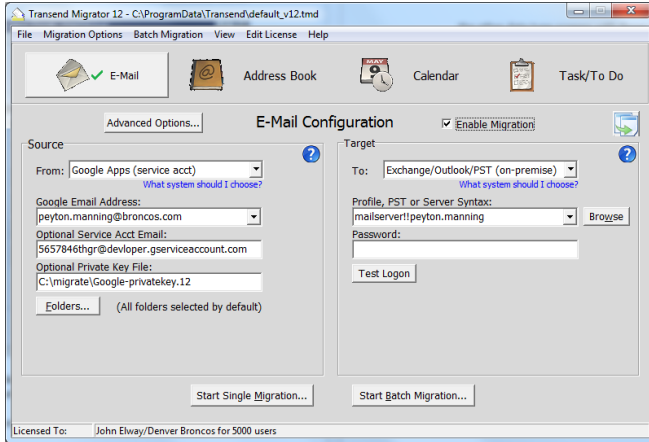 Transend Migrator 12 - C:\ProgramData\Transend\default_v12.tmd
File Migration Options Batch Migration View Edit License Help
E-Mail
Address Book
MAY
Calendar
Task/To Do
Advanced Options...
E-Mail Configuration
Enable Migration
Source
From: Google Apps (service acct)
What system should I choose?
Google Email Address:
peyton.manning@broncos.com
Optional Service Acct Email:
5657846thgr@devloper.gserviceaccount.com
Optional Private Key File:
C:\migrate\Google-privatekey.12
Folders... (All folders selected by default)
Target
To: Exchange/Outlook/PST (on-premise)
What system should I choose?
Profile, PST or Server Syntax:
mailserver!!peyton.manning
Browse
Password:
Test Logon
Start Single Migration...
Start Batch Migration...
Licensed To: John Elway/Denver Broncos for 5000 users